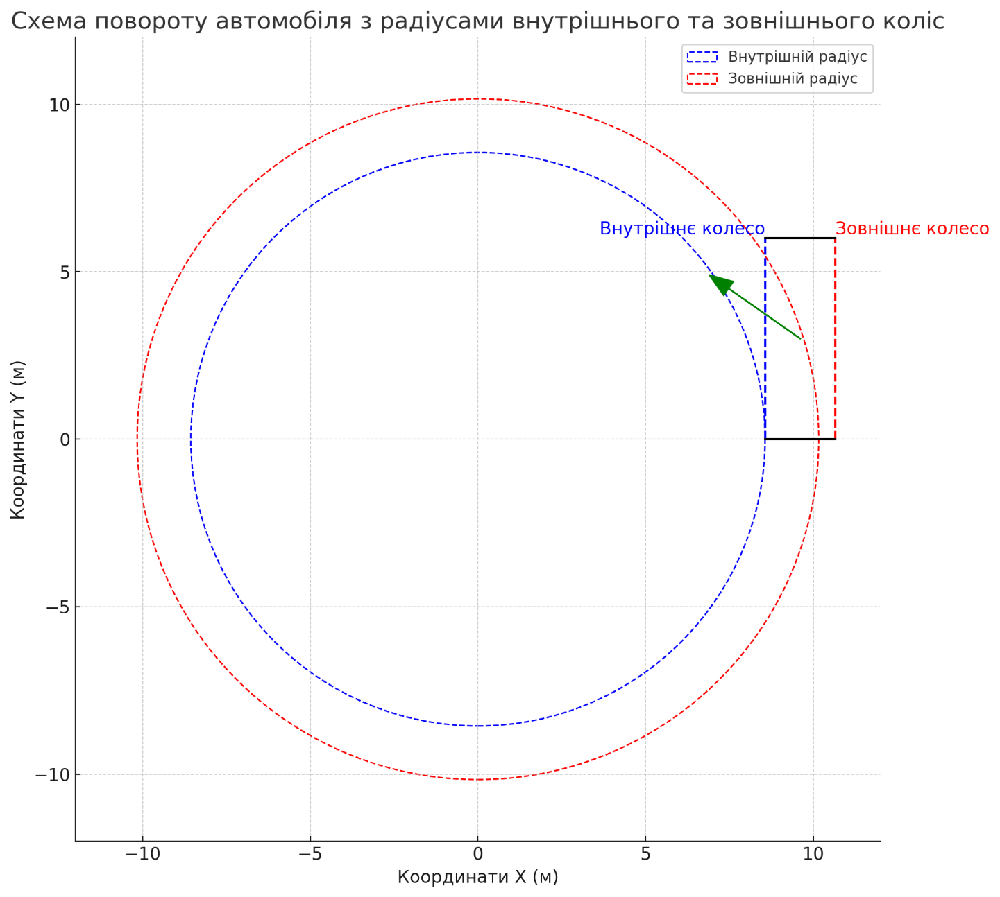 Схема повороту автомобіля з радіусами внутрішнього та зовнішнього коліс
Внутрішній радіус
Зовнішній радіус
10
Внутрішнє колесо
Зовнішнє колесо
5
0
−5
−10
Координати Y (м)
−10
−5
0
5
10
Координати X (м)